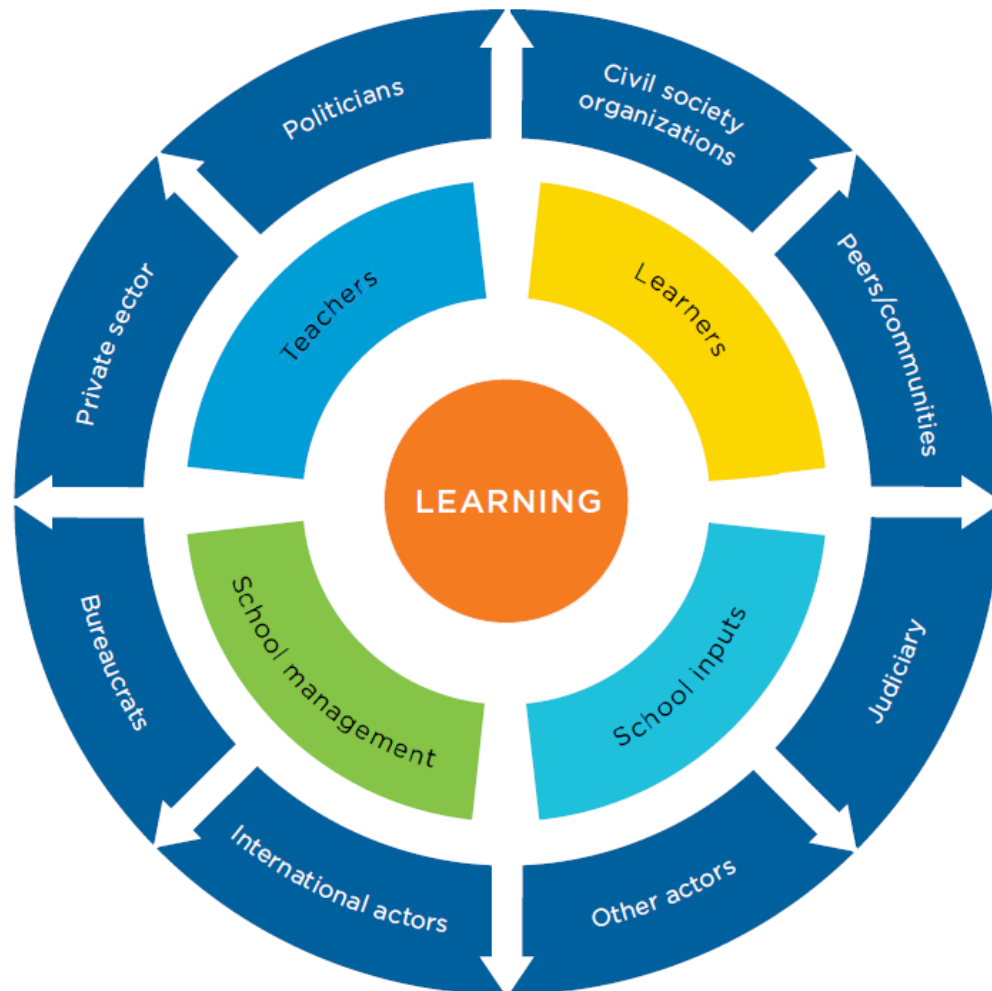 Politicians
Civil society
organizations
Private sector
Peers/communities
Teachers
Learners
LEARNING
School management
School inputs
Bureaucrats
Judiciary
International actors
Other actors